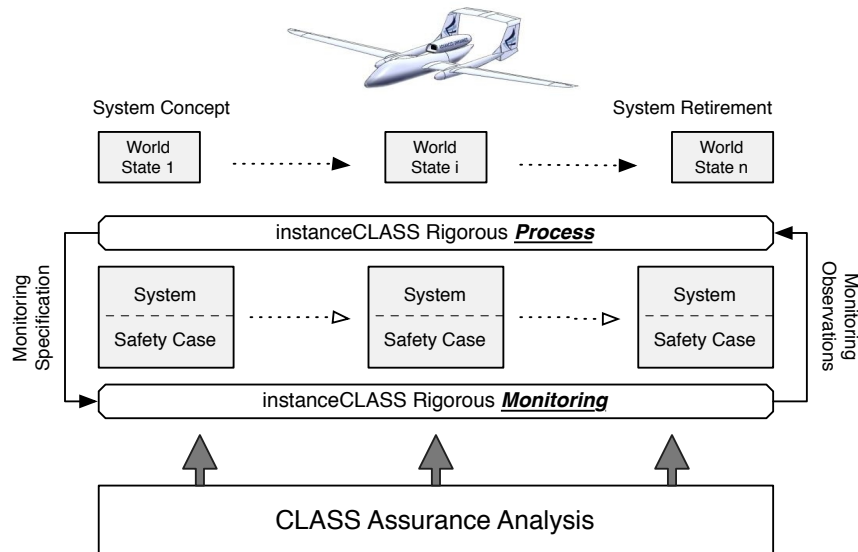 System Concept
System Retirement
World
State 1
World
State i
World
State n
instanceCLASS Rigorous Process
Monitoring
Specification
Monitoring
Observations
System
Safety Case
System
Safety Case
System
Safety Case
instanceCLASS Rigorous Monitoring
CLASS Assurance Analysis